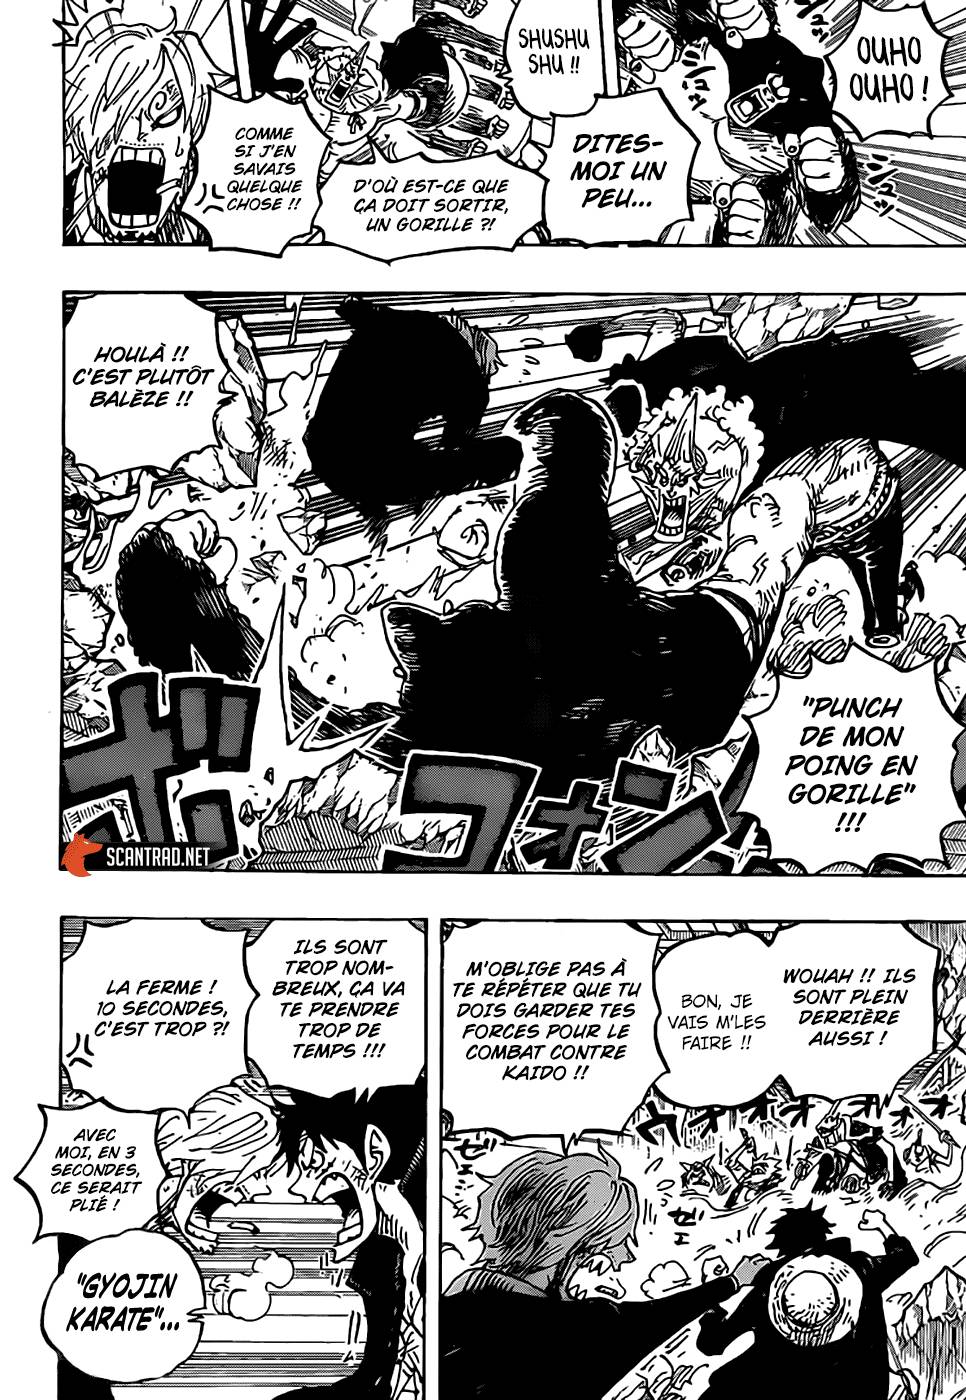 OUHO
OUHO !
SHUSHU
SHU !!
DITES-
MOI UN
PEU...
D'OÙ EST-CE QUE
ÇA DOIT SORTIR,
UN GORILLE ?!
COMME
SI J'EN
SAVAIS
QUELQUE
CHOSE !!
HOULÀ !!
C'EST PLUTÔT
BALÈZE !!
"PUNCH
DE MON
POING EN
GORILLE"
!!!
ボ
コォン
SCANTRAD.NET
WOUAH !! ILS
SONT PLEIN
DERRIÈRE
AUSSI !
BON, JE
VAIS M'LES
FAIRE !!
M'OBLIGE PAS À
TE RÉPÉTER QUE TU
DOIS GARDER TES
FORCES POUR LE
COMBAT CONTRE
KAIDO !!
ILS SONT
TROP NOM-
BREUX, ÇA VA
TE PRENDRE
TROP DE
TEMPS !!!
LA FERME !
10 SECONDES,
C'EST TROP ?!
AVEC
MOI, EN 3
SECONDES,
CE SERAIT
PLIÉ !
"GYOJIN
KARATE"...